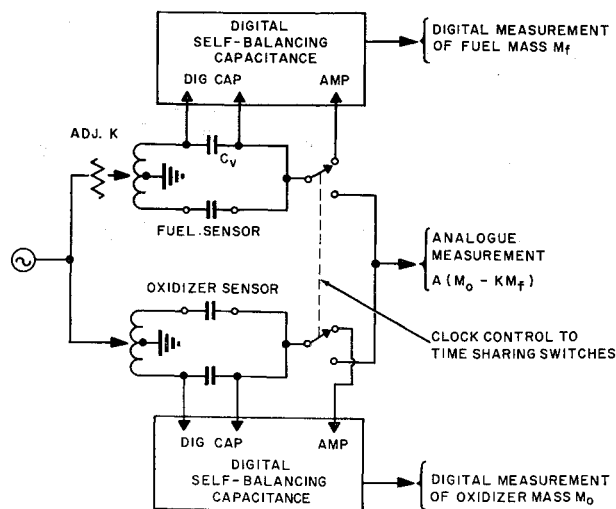 DIGITAL
SELF-BALANCING
CAPACITANCE
DIG CAP
AMP
DIGITAL MEASUREMENT
OF FUEL MASS Mf
ADJ. K
Cv
FUEL SENSOR
OXIDIZER SENSOR
ANALOGUE
MEASUREMENT
A (Mo - KMf)
CLOCK CONTROL TO
TIME SHARING SWITCHES
DIG CAP
AMP
DIGITAL
SELF-BALANCING
CAPACITANCE
DIGITAL MEASUREMENT
OF OXIDIZER MASS Mo